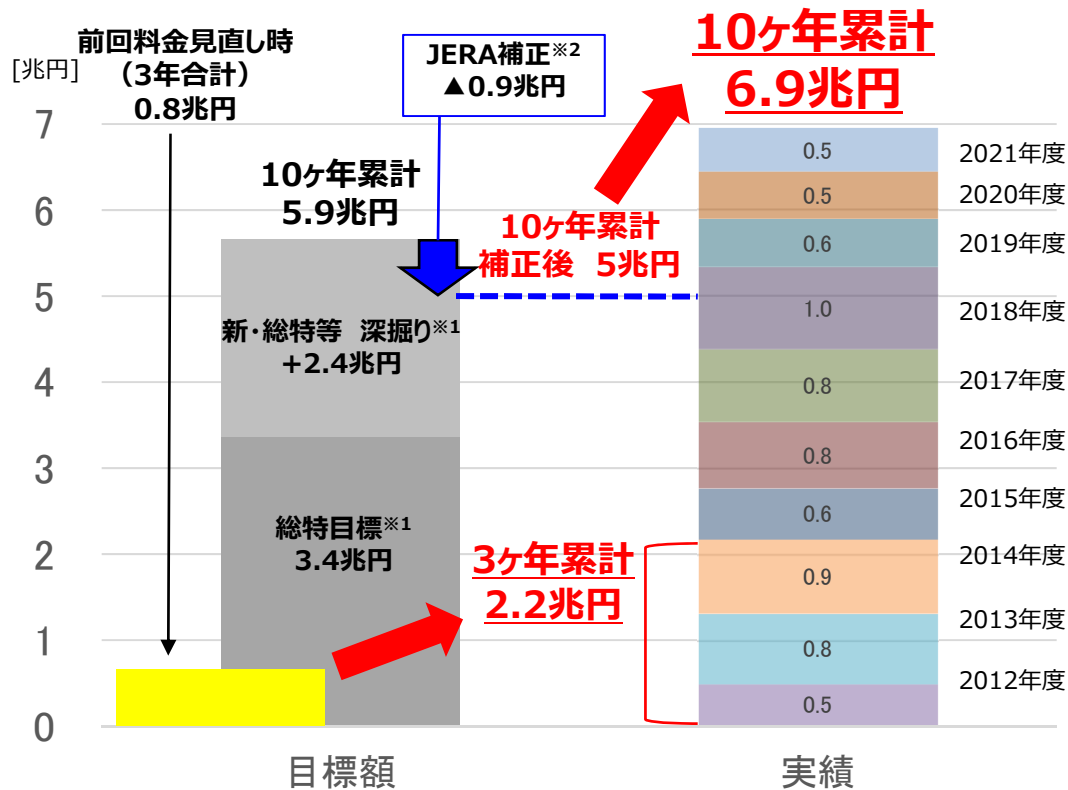 前回料金見直し時
（3年合計）
0.8兆円
[兆円]
JERA補正※2
▲0.9兆円
10ヶ年累計
6.9兆円
10ヶ年累計
5.9兆円
10ヶ年累計
補正後 5兆円
新・総特等 深掘り※1
+2.4兆円
総特目標※1
3.4兆円
3ヶ年累計
2.2兆円
7
6
5
4
3
2
1
0
0.5
0.5
0.6
1.0
0.8
0.8
0.6
0.9
0.8
0.5
2021年度
2020年度
2019年度
2018年度
2017年度
2016年度
2015年度
2014年度
2013年度
2012年度
目標額
実績